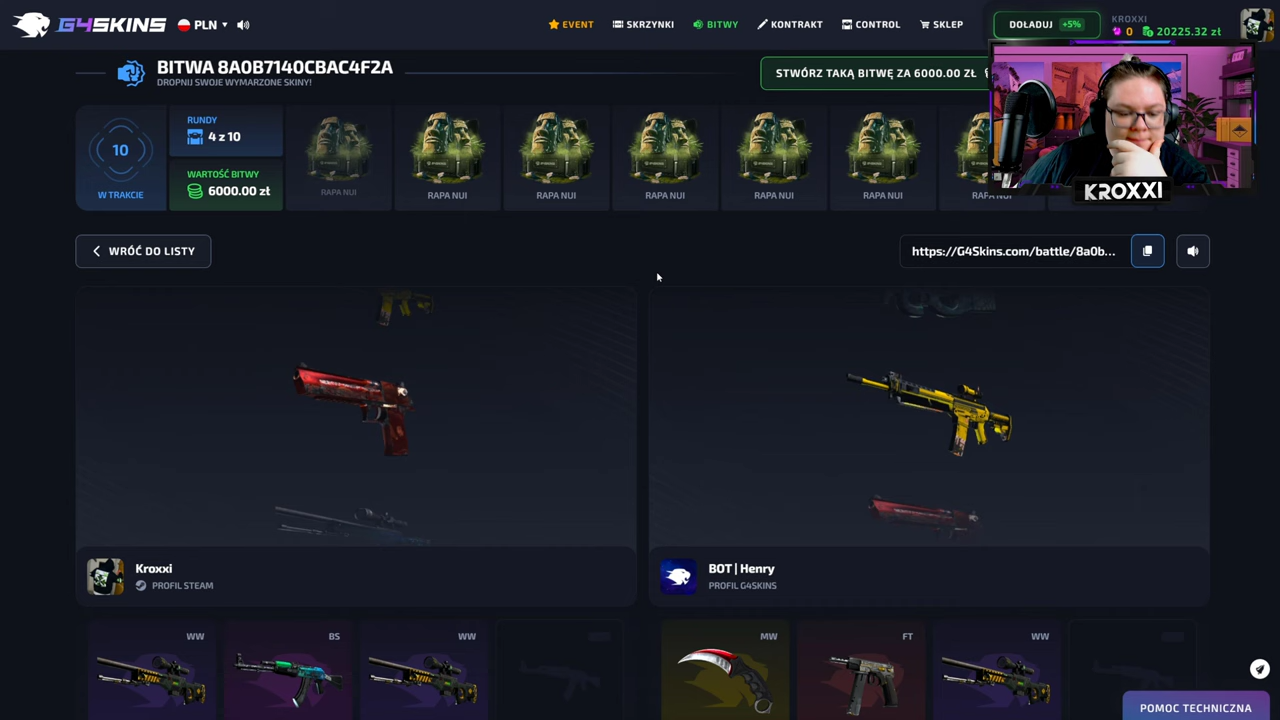 G4SKINS
PLN
EVENT
SKRZYNKI
BITWY
KONTRAKT
CONTROL
SKLEP
DOŁADUJ +5%
KROXXI
0 20225.32 zł
BITWA 8A0B7140CBAC4F2A
DROPNIJ SWOJE WYMARZONE SKINY!
STWÓRZ TAKĄ BITWĘ ZA 6000.00 ZŁ
10
W TRAKCIE
RUNDY
4 z 10
WARTOŚĆ BITWY
6000.00 zł
RAPA NUI
RAPA NUI
RAPA NUI
RAPA NUI
RAPA NUI
RAPA NUI
RAPA NUI
KROXXI
WRÓĆ DO LISTY
https://G4Skins.com/battle/8a0b...
Kroxxi
PROFIL STEAM
BOT | Henry
PROFIL G4SKINS
WW
BS
WW
MW
FT
WW
POMOC TECHNICZNA